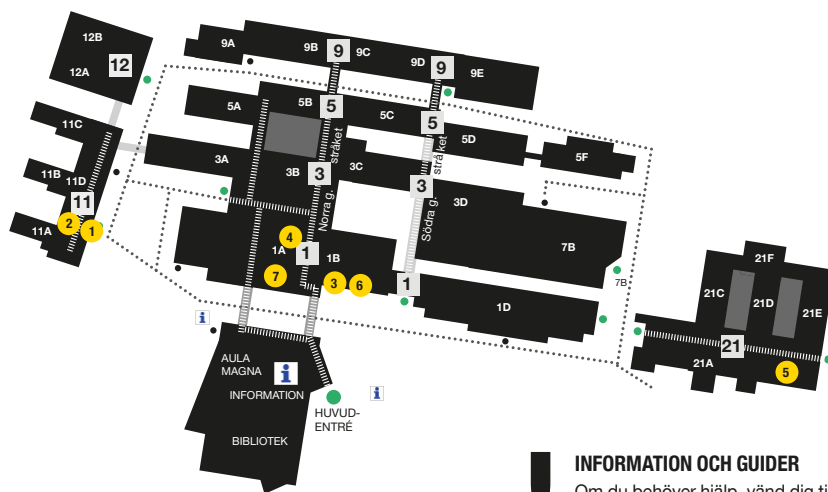 12B
12A
12
9A
9B
9
9C
9D
9
9E
11C
11B
11D
11
11A
2
1
5A
5B
5
5C
5
5D
5F
3A
3B
3
3C
3
3D
Norra g. stråket
Södra g. stråket
4
1A
1
1B
7
3
6
1
1D
7B
7B
21F
21C
21D
21E
21
21A
5
i
AULA
MAGNA
i
INFORMATION
i
HUVUD-
ENTRÉ
BIBLIOTEK
INFORMATION OCH GUIDER